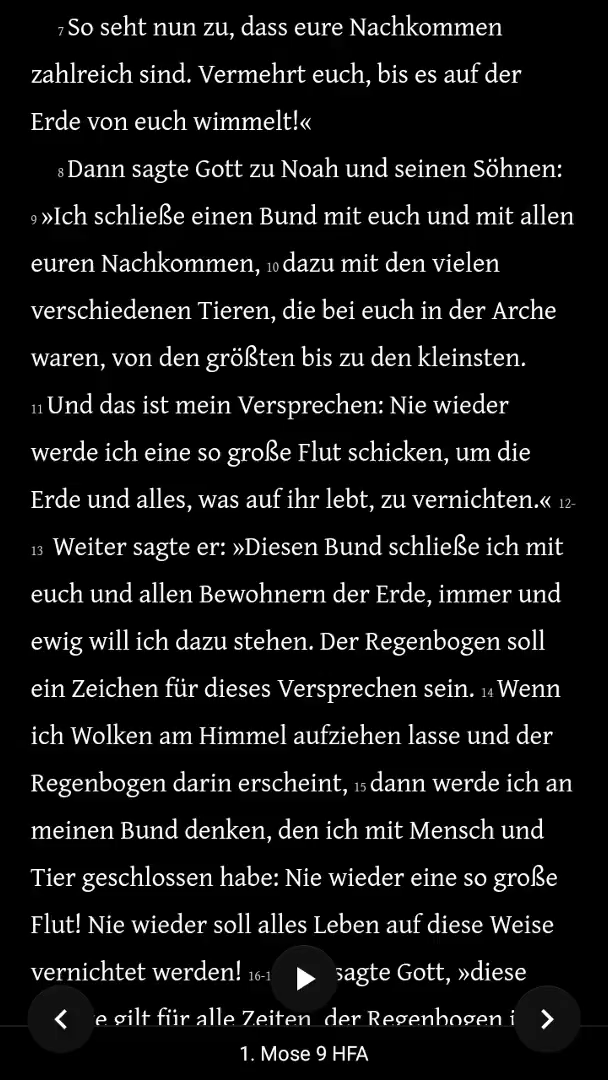 7 So seht nun zu, dass eure Nachkommen
zahlreich sind. Vermehrt euch, bis es auf der
Erde von euch wimmelt!«
8 Dann sagte Gott zu Noah und seinen Söhnen:
9 »Ich schließe einen Bund mit euch und mit allen
euren Nachkommen, 10 dazu mit den vielen
verschiedenen Tieren, die bei euch in der Arche
waren, von den größten bis zu den kleinsten.
11 Und das ist mein Versprechen: Nie wieder
werde ich eine so große Flut schicken, um die
Erde und alles, was auf ihr lebt, zu vernichten.« 12-
13 Weiter sagte er: »Diesen Bund schließe ich mit
euch und allen Bewohnern der Erde, immer und
ewig will ich dazu stehen. Der Regenbogen soll
ein Zeichen für dieses Versprechen sein. 14 Wenn
ich Wolken am Himmel aufziehen lasse und der
Regenbogen darin erscheint, 15 dann werde ich an
meinen Bund denken, den ich mit Mensch und
Tier geschlossen habe: Nie wieder eine so große
Flut! Nie wieder soll alles Leben auf diese Weise
vernichtet werden! sagte Gott, »diese
gilt für alle Zeiten, der Regenbogen
1. Mose 9 HFA